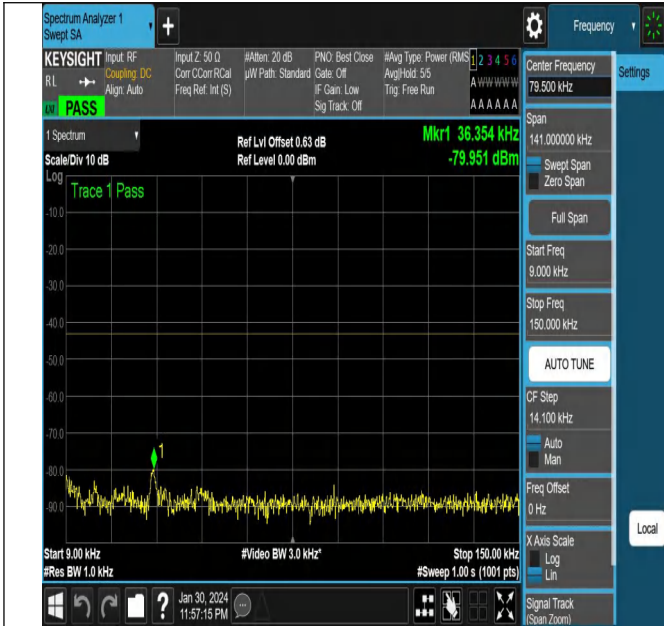 Spectrum Analyzer 1
Swept SA
+
Frequency
KEYSIGHT
RL
LXI PASS
Input: RF
Coupling: DC
Align: Auto
Input Z: 50 Ω
Corr CCorr RCal
Freq Ref: Int (S)
#Atten: 20 dB
µW Path: Standard
PNO: Best Close
Gate: Off
IF Gain: Low
Sig Track: Off
#Avg Type: Power (RMS
Avg|Hold: 5/5
Trig: Free Run
1 2 3 4 5 6
A W W W W W
A A A A A A
1 Spectrum
Scale/Div 10 dB
Ref Lvl Offset 0.63 dB
Ref Level 0.00 dBm
Mkr1 36.354 kHz
-79.951 dBm
Log
Trace 1 Pass
-10.0
-20.0
-30.0
-40.0
-50.0
-60.0
-70.0
-80.0
-90.0
1
Start 9.00 kHz
#Res BW 1.0 kHz
#Video BW 3.0 kHz*
Stop 150.00 kHz
#Sweep 1.00 s (1001 pts)
Center Frequency
79.500 kHz
Settings
Span
141.000000 kHz
Swept Span
Zero Span
Full Span
Start Freq
9.000 kHz
Stop Freq
150.000 kHz
AUTO TUNE
CF Step
14.100 kHz
Auto
Man
Freq Offset
0 Hz
Local
X Axis Scale
Log
Lin
Signal Track
(Span Zoom)
?
Jan 30, 2024
11:57:15 PM